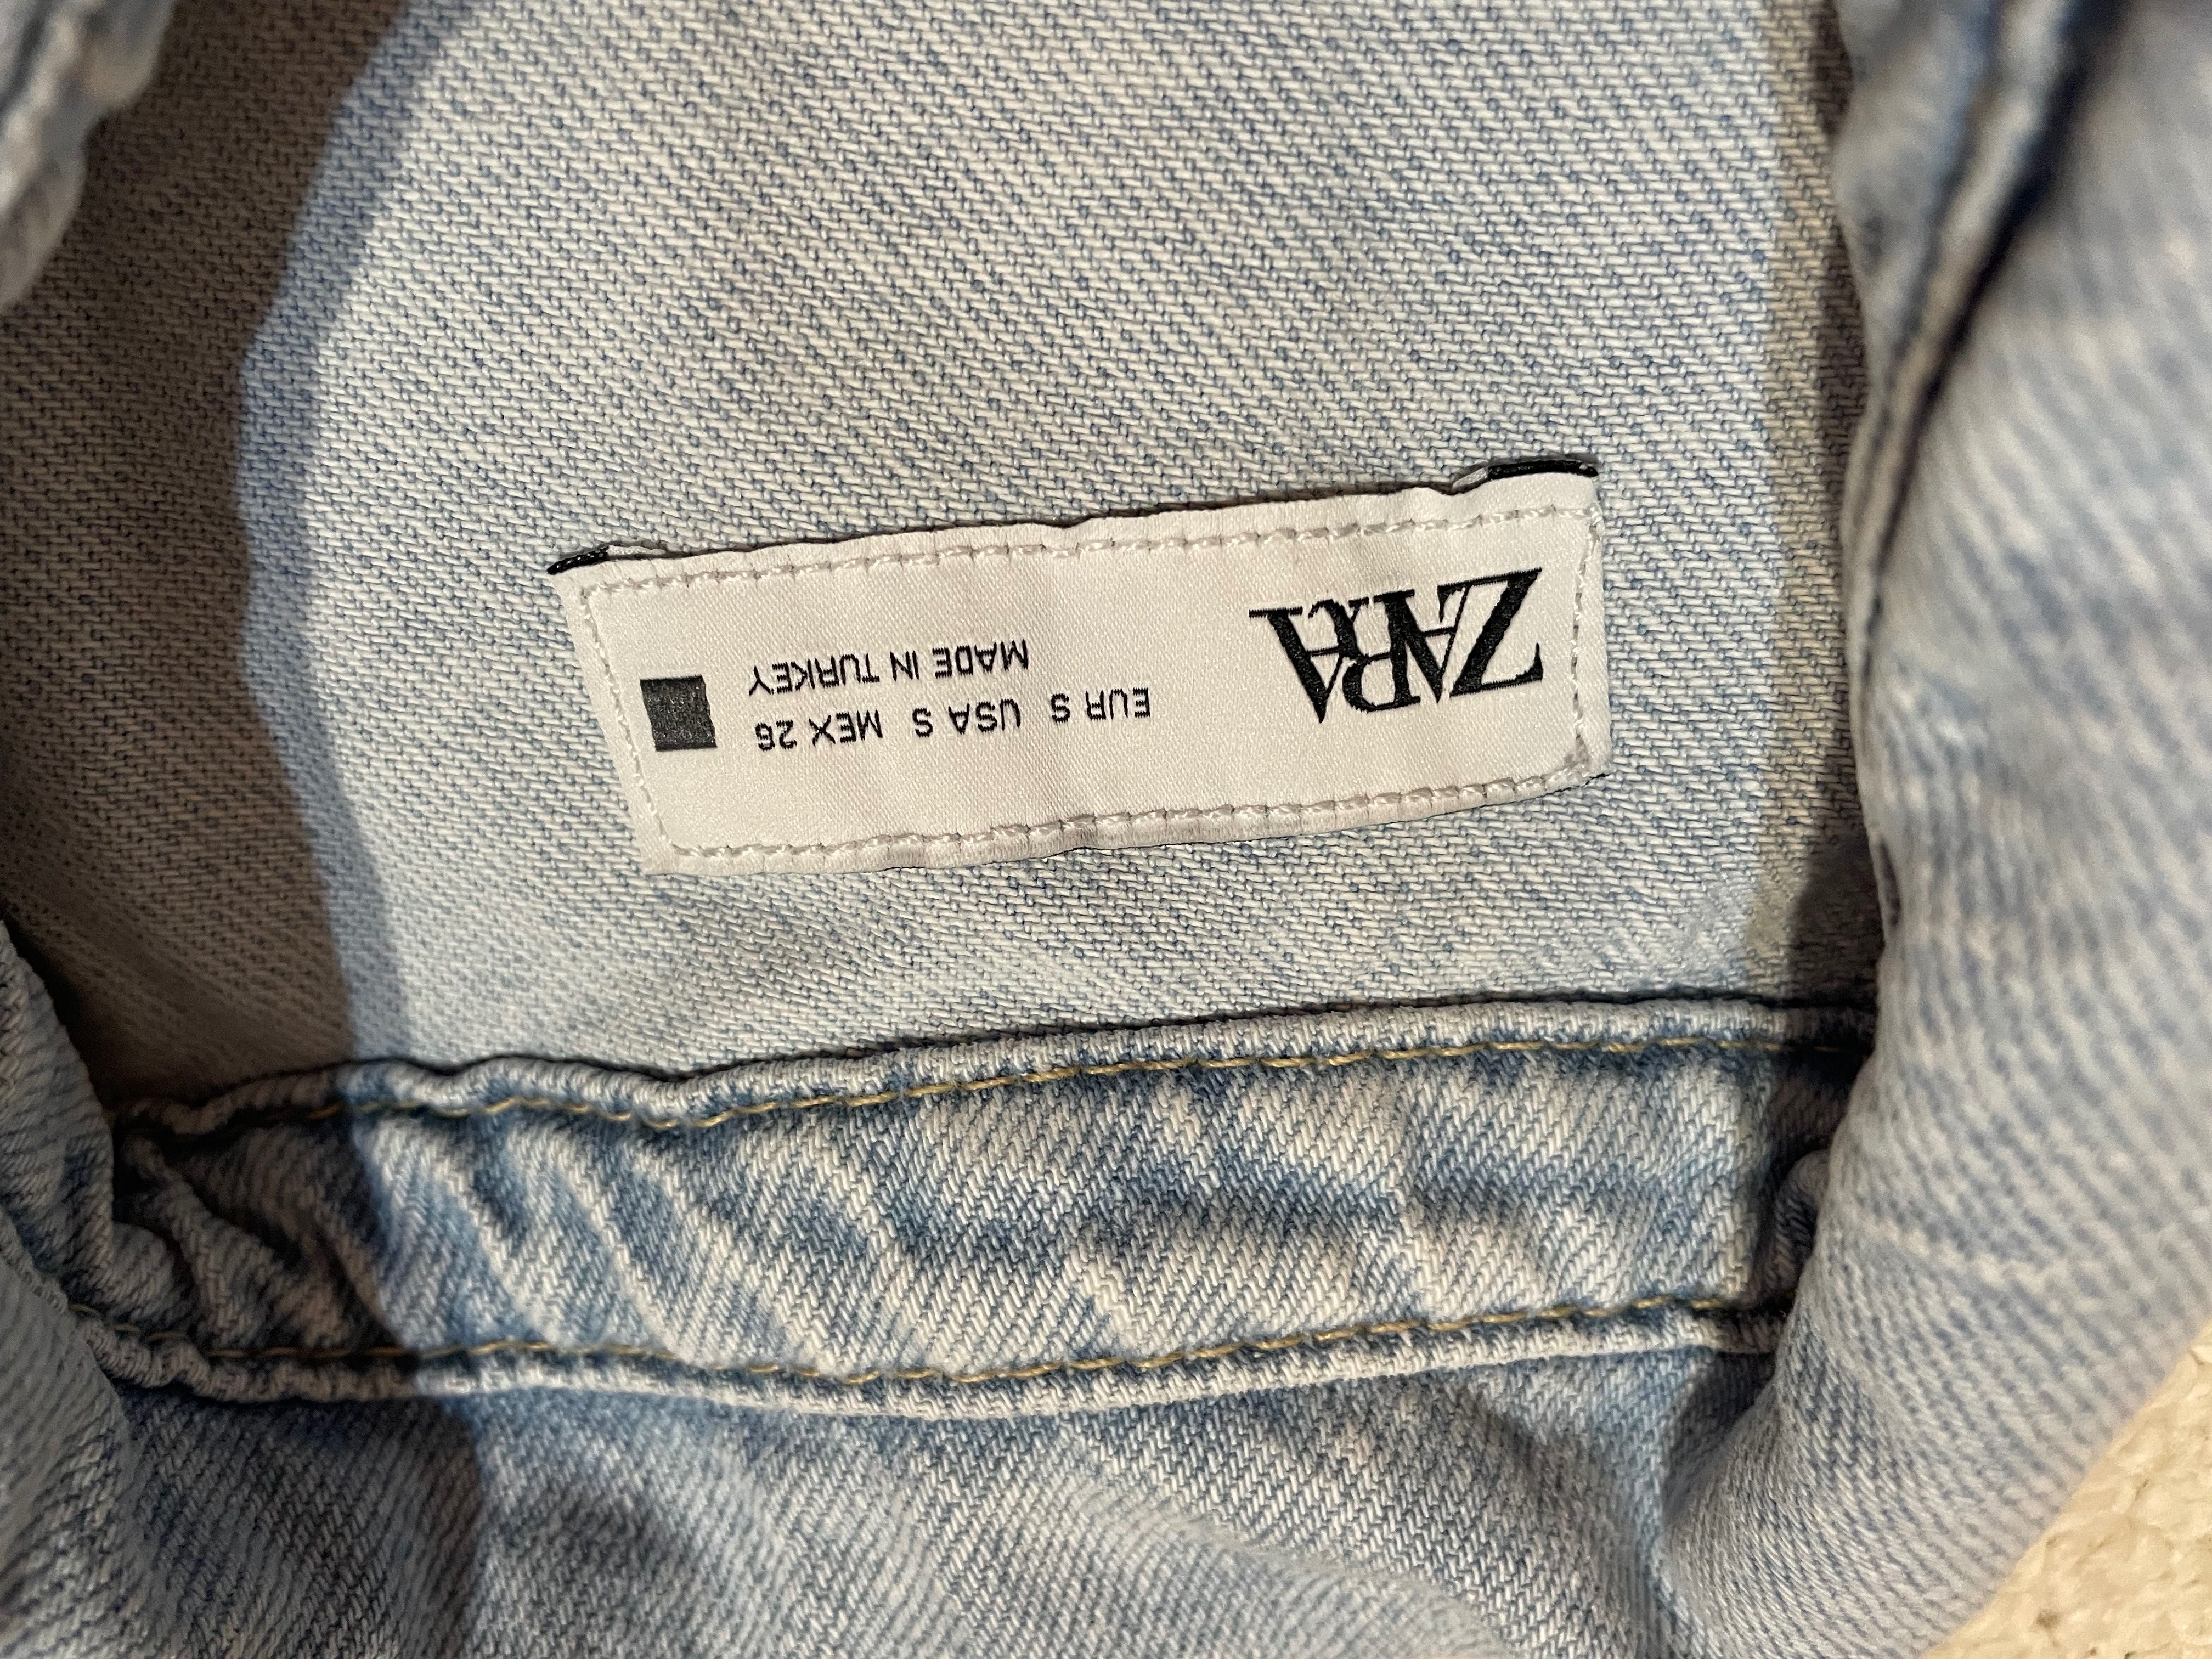 ZARA
EUR S USA S MEX 26
MADE IN TURKEY